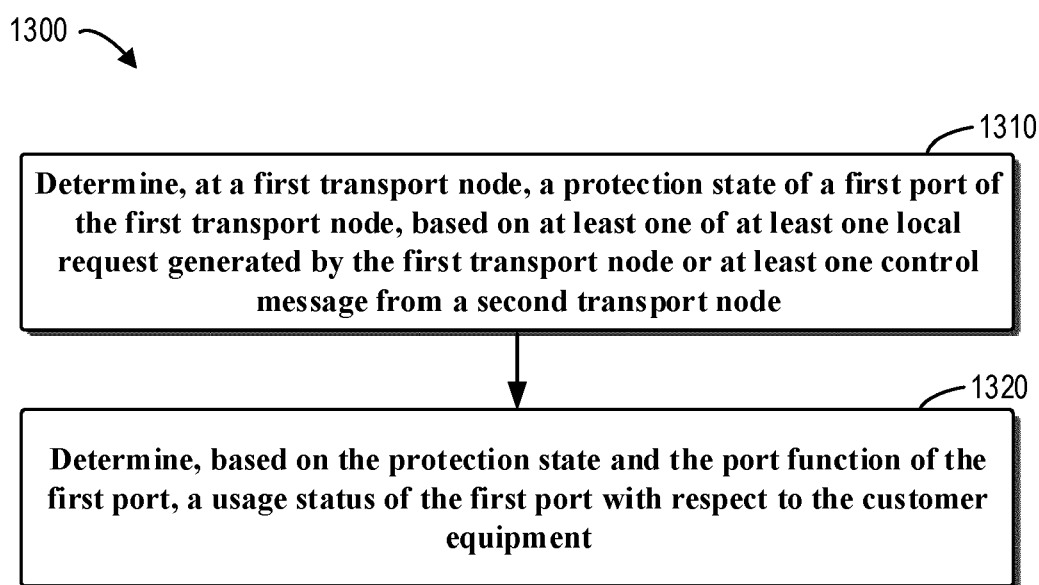 1300
1310
Determine, at a first transport node, a protection state of a first port of
the first transport node, based on at least one of at least one local
request generated by the first transport node or at least one control
message from a second transport node
1320
Determine, based on the protection state and the port function of the
first port, a usage status of the first port with respect to the customer
equipment